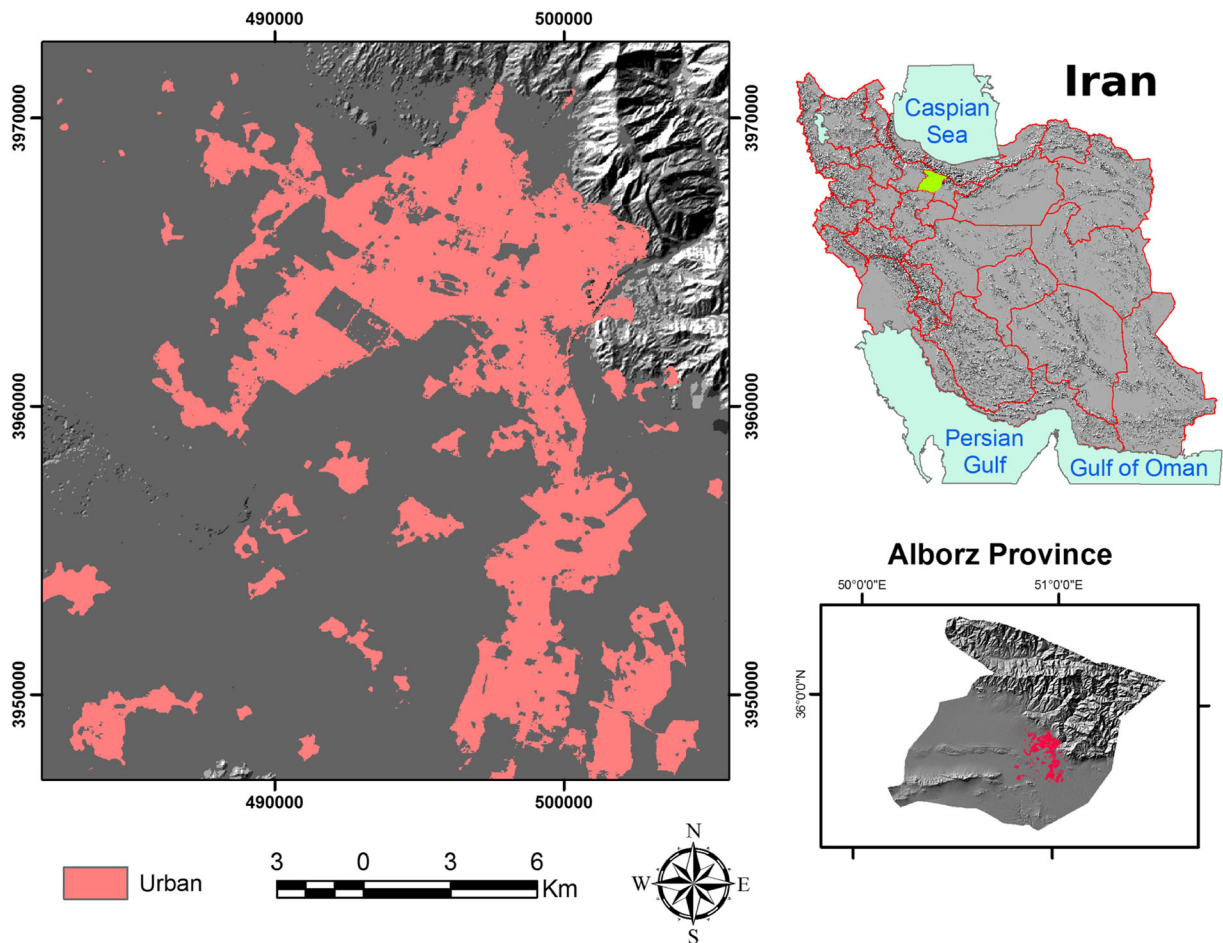 490000
500000
3970000
3970000
3960000
3960000
3950000
3950000
490000
500000
Urban
3
0
3
6
Km
N
W
E
S
Iran
Caspian
Sea
Persian
Gulf
Gulf of Oman
Alborz Province
50°0'0"E
51°0'0"E
36°0'0"N